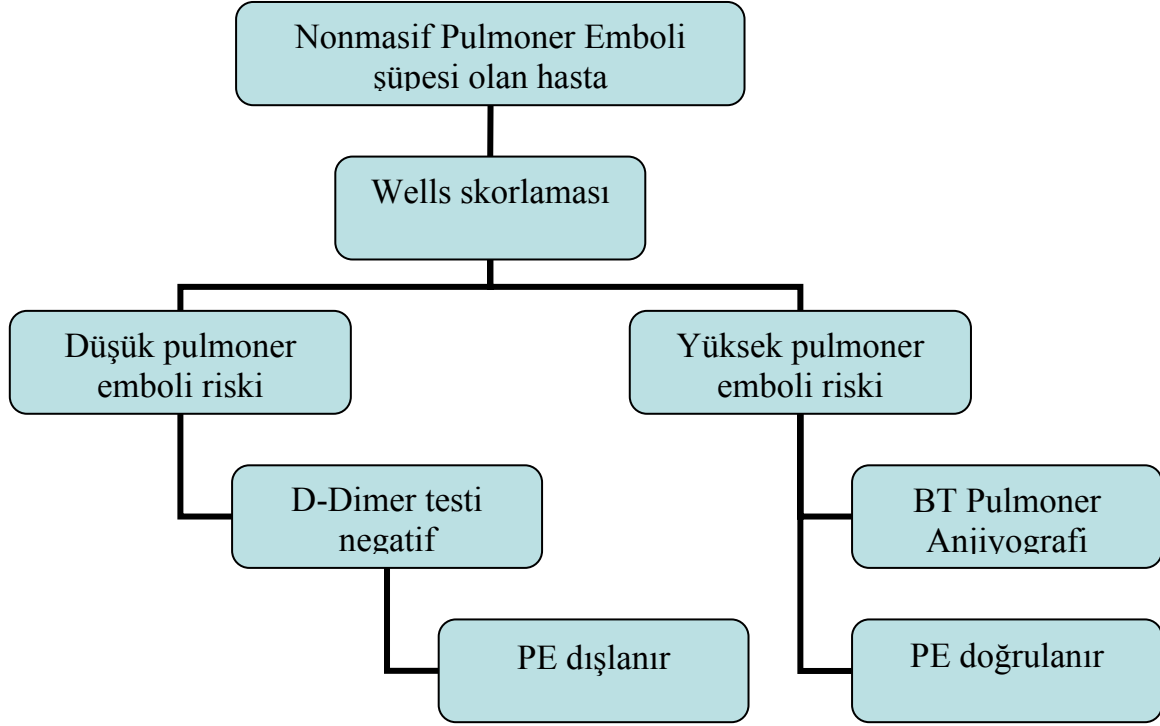 Nonmasif Pulmoner Emboli
şüpesi olan hasta
Wells skorlaması
Düşük pulmoner
emboli riski
Yüksek pulmoner
emboli riski
D-Dimer testi
negatif
BT Pulmoner
Anjiyografi
PE dışlanır
PE doğrulanır